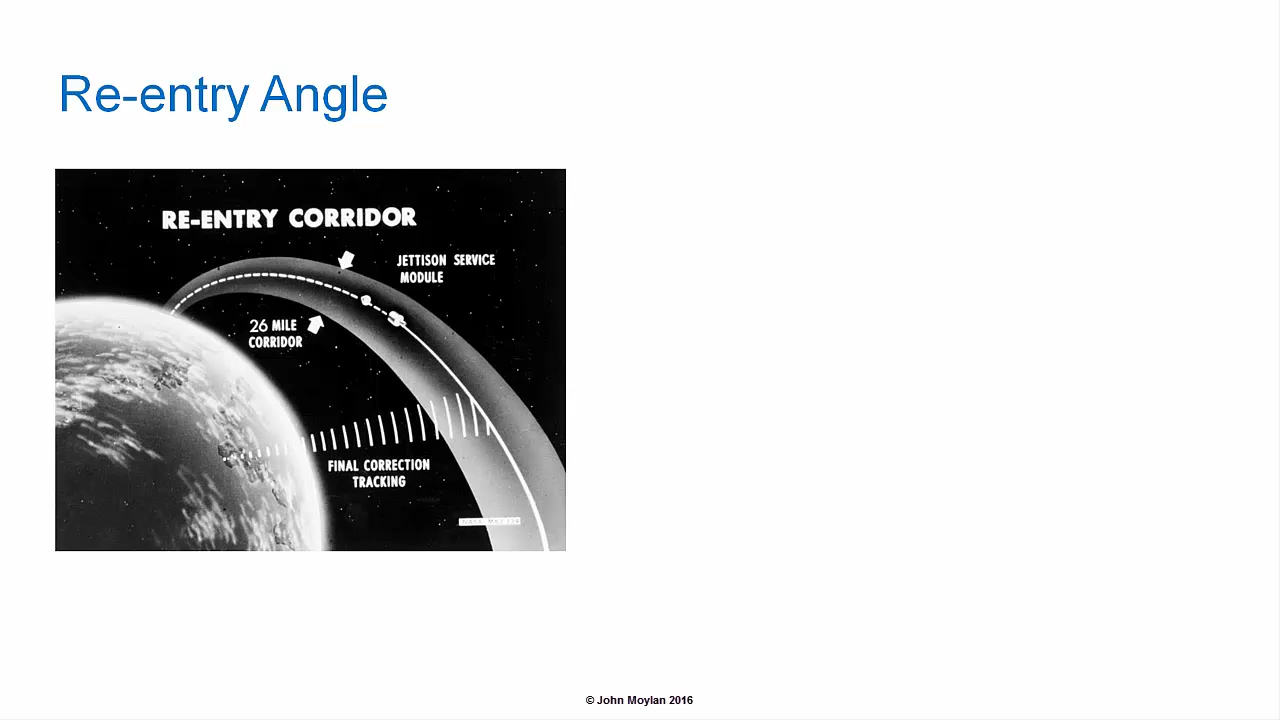 Re-entry Angle
RE-ENTRY CORRIDOR
JETTISON SERVICE
MODULE
26 MILE
CORRIDOR
FINAL CORRECTION
TRACKING
© John Moylan 2016